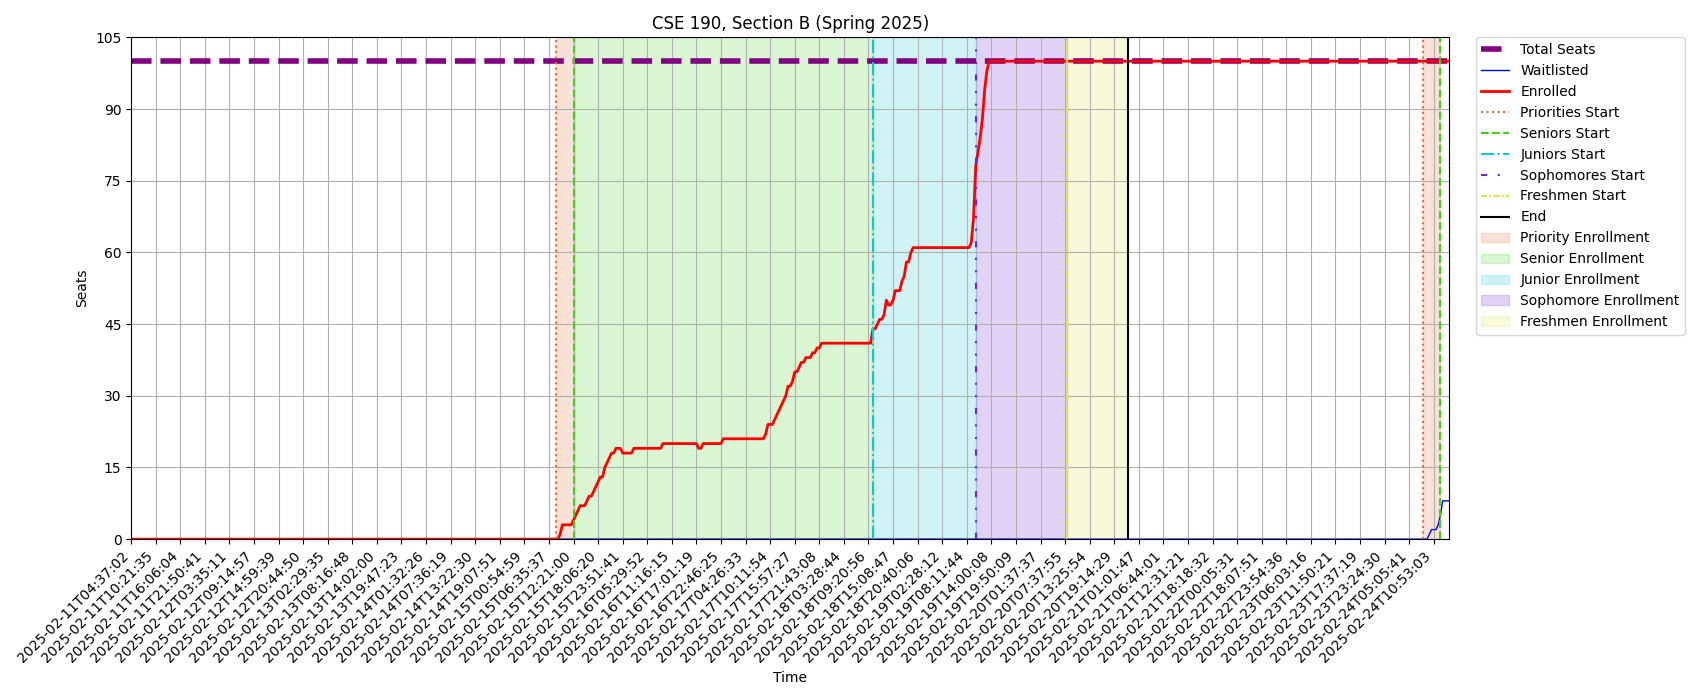 CSE 190, Section B (Spring 2025)
105
90
75
60
45
30
15
0
Seats
2025-02-11T04:37:02
2025-02-11T10:21:35
2025-02-11T16:06:04
2025-02-11T21:50:41
2025-02-12T03:35:11
2025-02-12T09:14:57
2025-02-12T14:59:39
2025-02-12T20:44:50
2025-02-13T02:29:35
2025-02-13T08:16:48
2025-02-13T14:02:00
2025-02-13T19:47:23
2025-02-14T01:32:26
2025-02-14T07:36:19
2025-02-14T13:22:30
2025-02-14T19:07:51
2025-02-15T00:54:59
2025-02-15T06:35:37
2025-02-15T12:21:00
2025-02-15T18:06:20
2025-02-15T23:51:41
2025-02-16T05:29:52
2025-02-16T11:16:15
2025-02-16T17:01:19
2025-02-16T22:46:25
2025-02-17T04:26:33
2025-02-17T10:11:54
2025-02-17T15:57:27
2025-02-17T21:43:08
2025-02-18T03:28:44
2025-02-18T09:20:56
2025-02-18T15:08:47
2025-02-18T20:40:06
2025-02-19T02:28:12
2025-02-19T08:11:44
2025-02-19T14:00:08
2025-02-19T19:50:09
2025-02-20T01:37:37
2025-02-20T07:37:55
2025-02-20T13:25:54
2025-02-20T19:14:29
2025-02-21T01:01:47
2025-02-21T06:44:01
2025-02-21T12:31:21
2025-02-21T18:18:32
2025-02-22T00:05:31
2025-02-22T18:07:51
2025-02-22T23:54:36
2025-02-23T06:03:16
2025-02-23T11:50:21
2025-02-23T17:37:19
2025-02-23T23:24:30
2025-02-24T05:05:41
2025-02-24T10:53:03
Time
Total Seats
Waitlisted
Enrolled
Priorities Start
Seniors Start
Juniors Start
Sophomores Start
Freshmen Start
End
Priority Enrollment
Senior Enrollment
Junior Enrollment
Sophomore Enrollment
Freshmen Enrollment